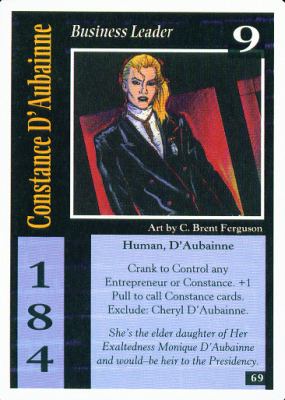 Constance D'Aubainne
Business Leader
9
Art by C. Brent Ferguson
Human, D'Aubainne
Crank to Control any
Entrepreneur or Constance. +1
Pull to call Constance cards.
Exclude: Cheryl D'Aubainne.
She's the elder daughter of Her
Exaltedness Monique D'Aubainne
and would–be heir to the Presidency.
1
8
4
69